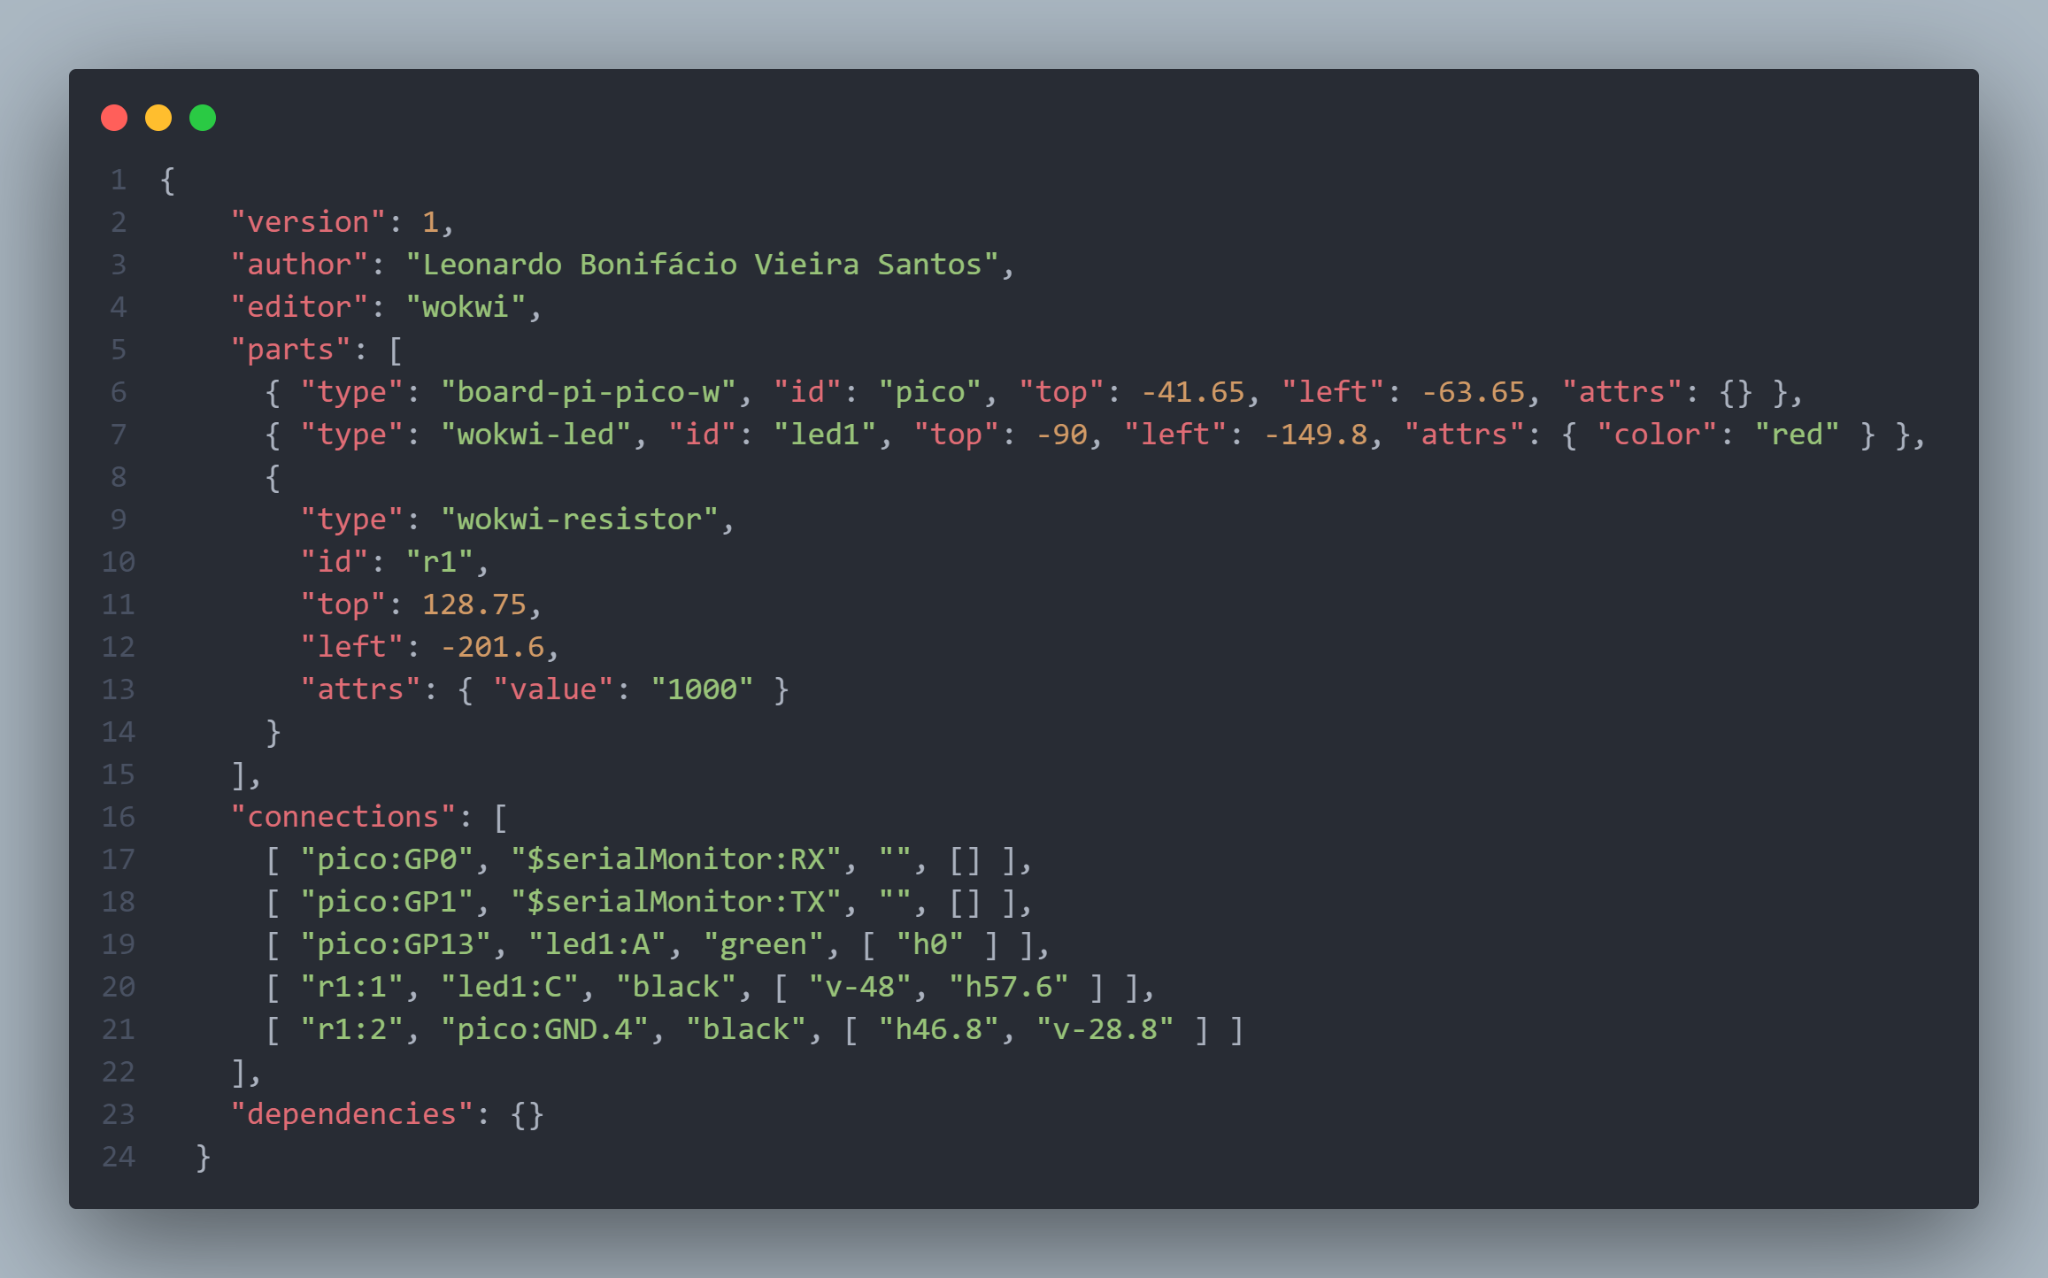 1 {
2     "version": 1,
3     "author": "Leonardo Bonifácio Vieira Santos",
4     "editor": "wokwi",
5     "parts": [
6       { "type": "board-pi-pico-w", "id": "pico", "top": -41.65, "left": -63.65, "attrs": {} },
7       { "type": "wokwi-led", "id": "led1", "top": -90, "left": -149.8, "attrs": { "color": "red" } },
8       {
9         "type": "wokwi-resistor",
10         "id": "r1",
11         "top": 128.75,
12         "left": -201.6,
13         "attrs": { "value": "1000" }
14       }
15     ],
16     "connections": [
17       [ "pico:GP0", "$serialMonitor:RX", "", [] ],
18       [ "pico:GP1", "$serialMonitor:TX", "", [] ],
19       [ "pico:GP13", "led1:A", "green", [ "h0" ] ],
20       [ "r1:1", "led1:C", "black", [ "v-48", "h57.6" ] ],
21       [ "r1:2", "pico:GND.4", "black", [ "h46.8", "v-28.8" ] ]
22     ],
23     "dependencies": {}
24   }